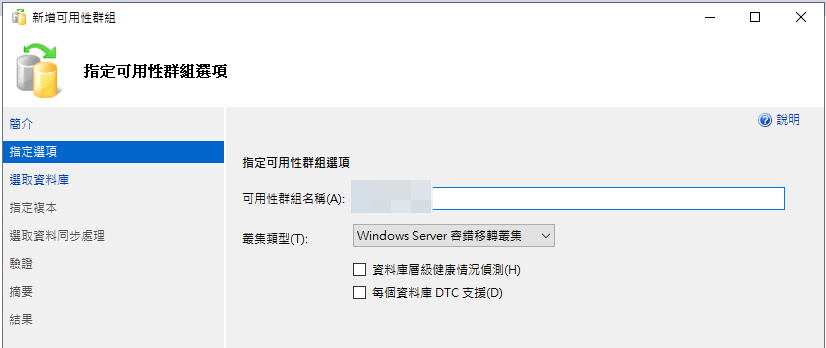 新增可用性群組
指定可用性群組選項
簡介
指定選項
選取資料庫
指定複本
選取資料同步處理
驗證
摘要
結果
說明
指定可用性群組選項
可用性群組名稱(A):
叢集類型(T):
Windows Server 容錯移轉叢集
資料庫層級健康情況偵測(H)
每個資料庫 DTC 支援(D)